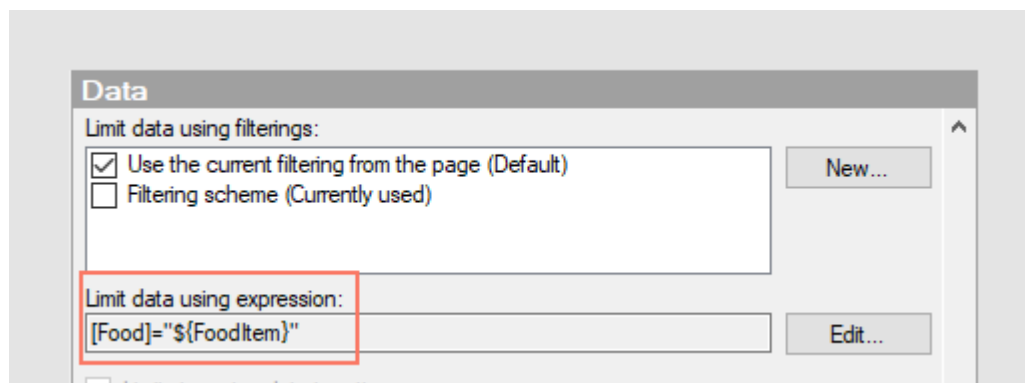 Data
Limit data using filterings:
Use the current filtering from the page (Default)
New...
Filtering scheme (Currently used)
Limit data using expression:
[Food]="${FoodItem}"
Edit...